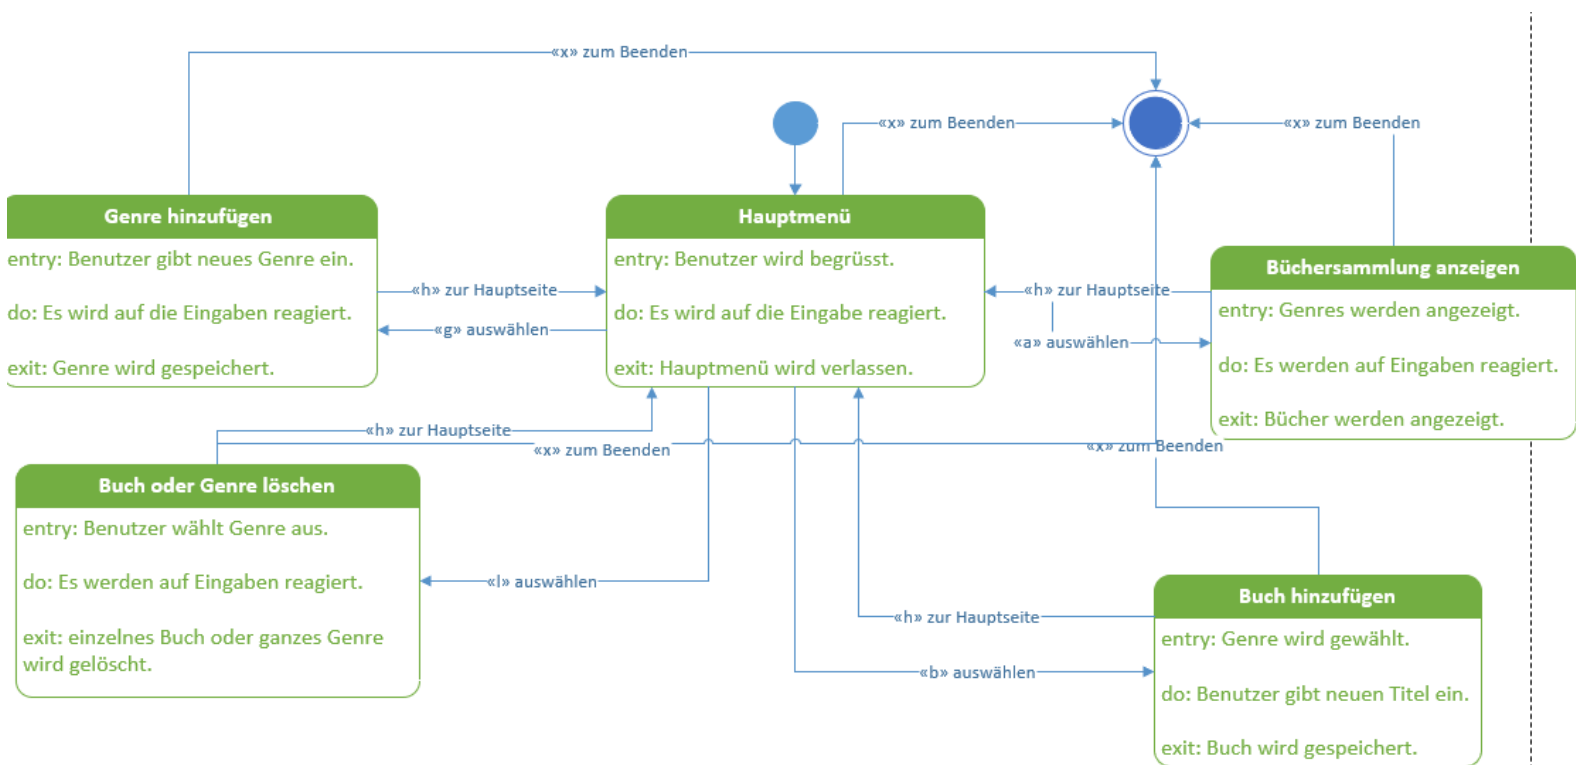 «x» zum Beenden
«x» zum Beenden
«x» zum Beenden
Genre hinzufügen
entry: Benutzer gibt neues Genre ein.
do: Es wird auf die Eingaben reagiert.
exit: Genre wird gespeichert.
«h» zur Hauptseite
«g» auswählen
Hauptmenü
entry: Benutzer wird begrüsst.
do: Es wird auf die Eingabe reagiert.
exit: Hauptmenü wird verlassen.
«h» zur Hauptseite
«a» auswählen
Büchersammlung anzeigen
entry: Genres werden angezeigt.
do: Es werden auf Eingaben reagiert.
exit: Bücher werden angezeigt.
«h» zur Hauptseite
«x» zum Beenden
«x» zum Beenden
Buch oder Genre löschen
entry: Benutzer wählt Genre aus.
do: Es werden auf Eingaben reagiert.
exit: einzelnes Buch oder ganzes Genre
wird gelöscht.
«l» auswählen
«h» zur Hauptseite
«b» auswählen
Buch hinzufügen
entry: Genre wird gewählt.
do: Benutzer gibt neuen Titel ein.
exit: Buch wird gespeichert.